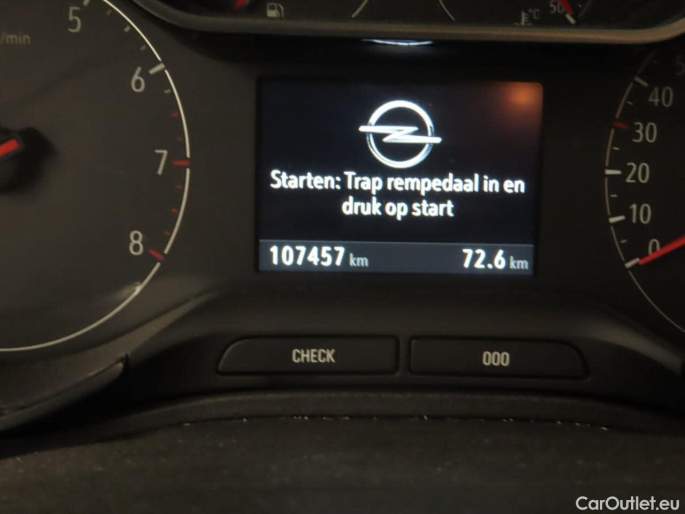 /min
5
6
7
8
°C
50
Starten: Trap rempedaal in en
druk op start
107457 km
72.6 km
40
30
20
10
0
CHECK
000
CarOutlet.eu